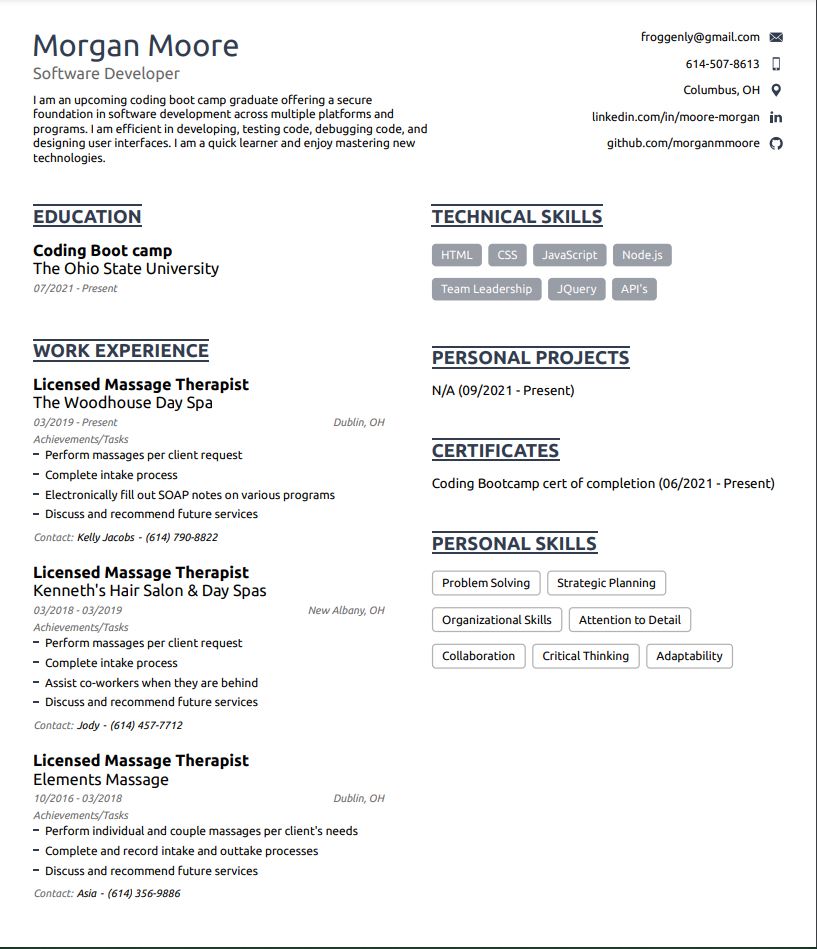 Morgan Moore
Software Developer
I am an upcoming coding boot camp graduate offering a secure
foundation in software development across multiple platforms and
programs. I am efficient in developing, testing code, debugging code, and
designing user interfaces. I am a quick learner and enjoy mastering new
technologies.
froggenly@gmail.com
614-507-8613
Columbus, OH
linkedin.com/in/moore-morgan
github.com/morganmmoore
EDUCATION
Coding Boot camp
The Ohio State University
07/2021 - Present
WORK EXPERIENCE
Licensed Massage Therapist
The Woodhouse Day Spa
03/2019 - Present Dublin, OH
Achievements/Tasks
– Perform massages per client request
– Complete intake process
– Electronically fill out SOAP notes on various programs
– Discuss and recommend future services
Contact: Kelly Jacobs - (614) 790-8822
Licensed Massage Therapist
Kenneth's Hair Salon & Day Spas
03/2018 - 03/2019 New Albany, OH
Achievements/Tasks
– Perform massages per client request
– Complete intake process
– Assist co-workers when they are behind
– Discuss and recommend future services
Contact: Jody - (614) 457-7712
Licensed Massage Therapist
Elements Massage
10/2016 - 03/2018 Dublin, OH
Achievements/Tasks
– Perform individual and couple massages per client's needs
– Complete and record intake and outtake processes
– Discuss and recommend future services
Contact: Asia - (614) 356-9886
TECHNICAL SKILLS
HTML CSS JavaScript Node.js
Team Leadership JQuery API's
PERSONAL PROJECTS
N/A (09/2021 - Present)
CERTIFICATES
Coding Bootcamp cert of completion (06/2021 - Present)
PERSONAL SKILLS
Problem Solving Strategic Planning
Organizational Skills Attention to Detail
Collaboration Critical Thinking Adaptability